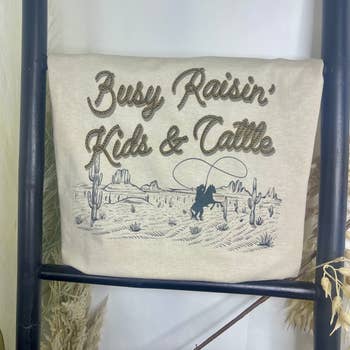 Busy Raisin'
Kids & Cattle